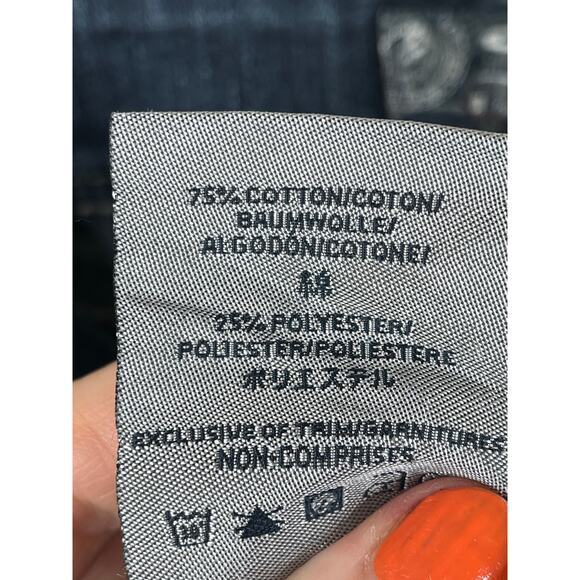 75% COTTON/COTON/
BAUMWOLLE/
ALGODÓN/COTONE/
綿
25% POLYESTER/
POLIESTER/POLIESTERE
ポリエステル
EXCLUSIVE OF TRIM/GARNITURES
NON-COMPRISES